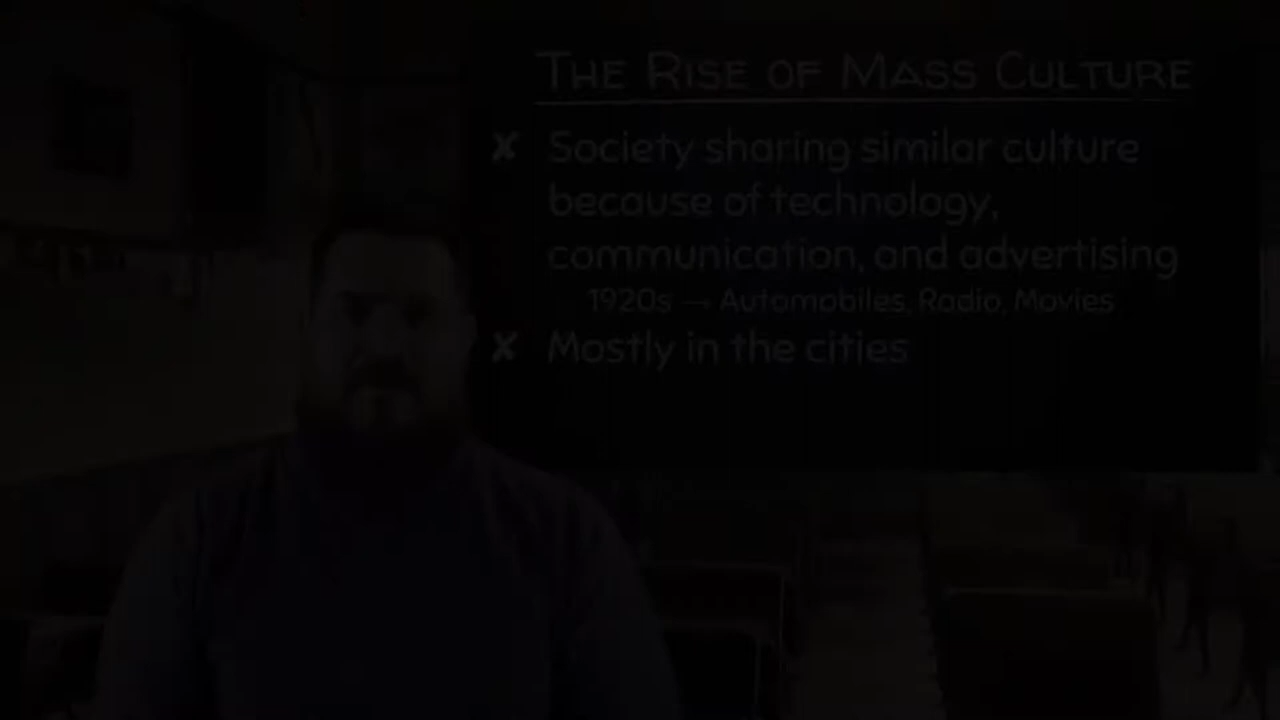 THE RISE OF MASS CULTURE
✘ Society sharing similar culture
because of technology,
communication, and advertising
1920s — Automobiles, Radio, Movies
✘ Mostly in the cities